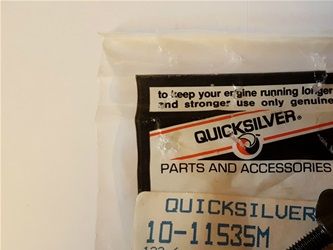 to keep your engine running longer
and stronger use only genuine
QUICKSILVER®
PARTS AND ACCESSORIES
QUICKSILVER
10-11535M